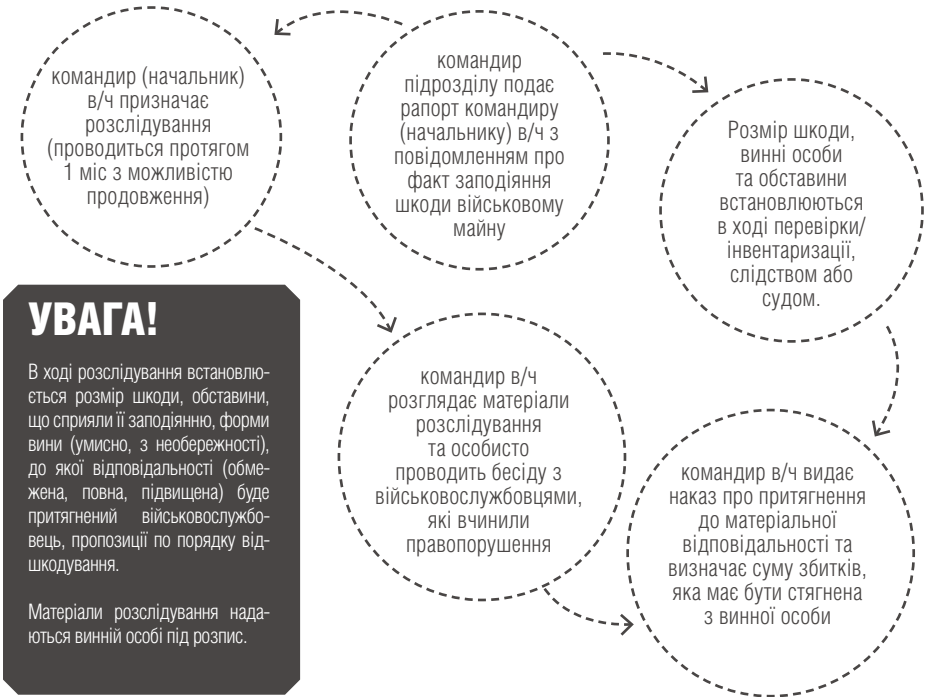 командир (начальник)
в/ч призначає
розслідування
(проводиться протягом
1 міс з можливістю
продовження)
командир
підрозділу подає
рапорт командиру
(начальнику) в/ч з
повідомленням про
факт заподіяння
шкоди військовому
майну
Розмір шкоди,
винні особи
та обставини
встановлюються
в ході перевірки/
інвентаризації,
слідством або
судом.
УВАГА!
В ході розслідування встановлю-
ється розмір шкоди, обставини,
що сприяли її заподіянню, форми
вини (умисно, з необережності),
до якої відповідальності (обме-
жена, повна, підвищена) буде
притягнений військовослужбо-
вець, пропозиції по порядку від-
шкодування.
Матеріали розслідування нада-
ються винній особі під розпис.
командир в/ч
розглядає матеріали
розслідування
та особисто
проводить бесіду з
військовослужбовцями,
які вчинили
правопорушення
командир в/ч видає
наказ про притягнення
до матеріальної
відповідальності та
визначає суму збитків,
яка має бути стягнена
з винної особи